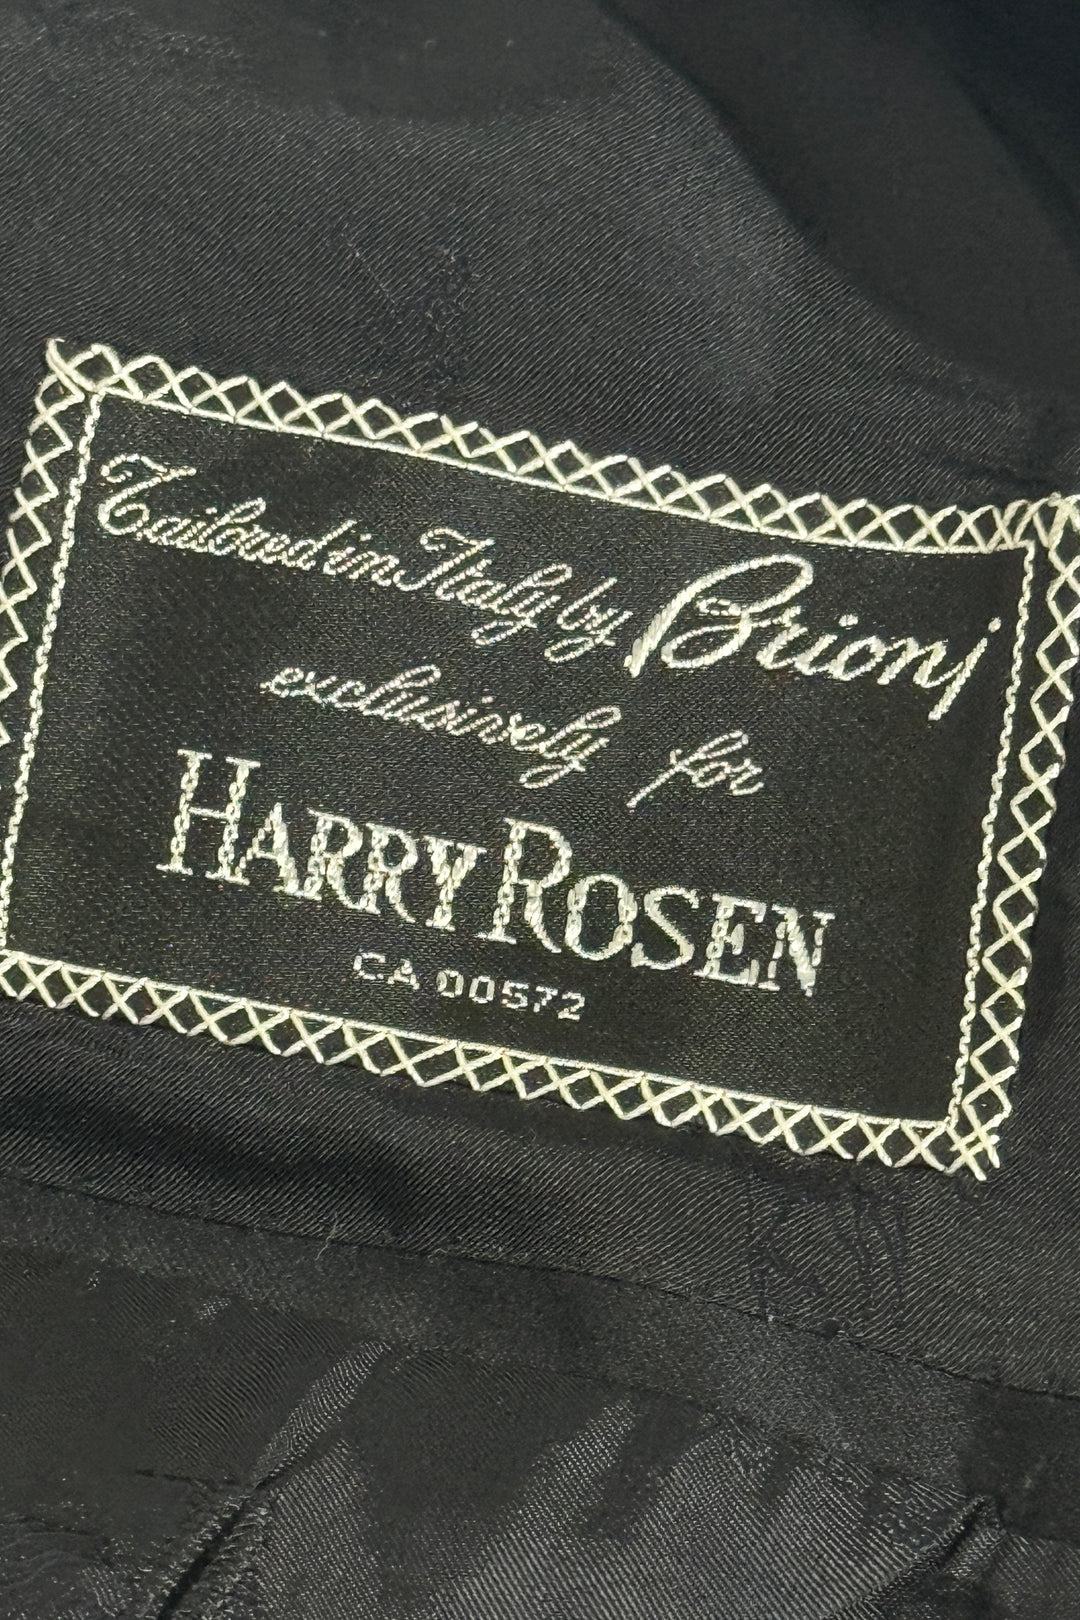 Tailored in Italy by Brioni
exclusively for
HARRY ROSEN
CA 00572